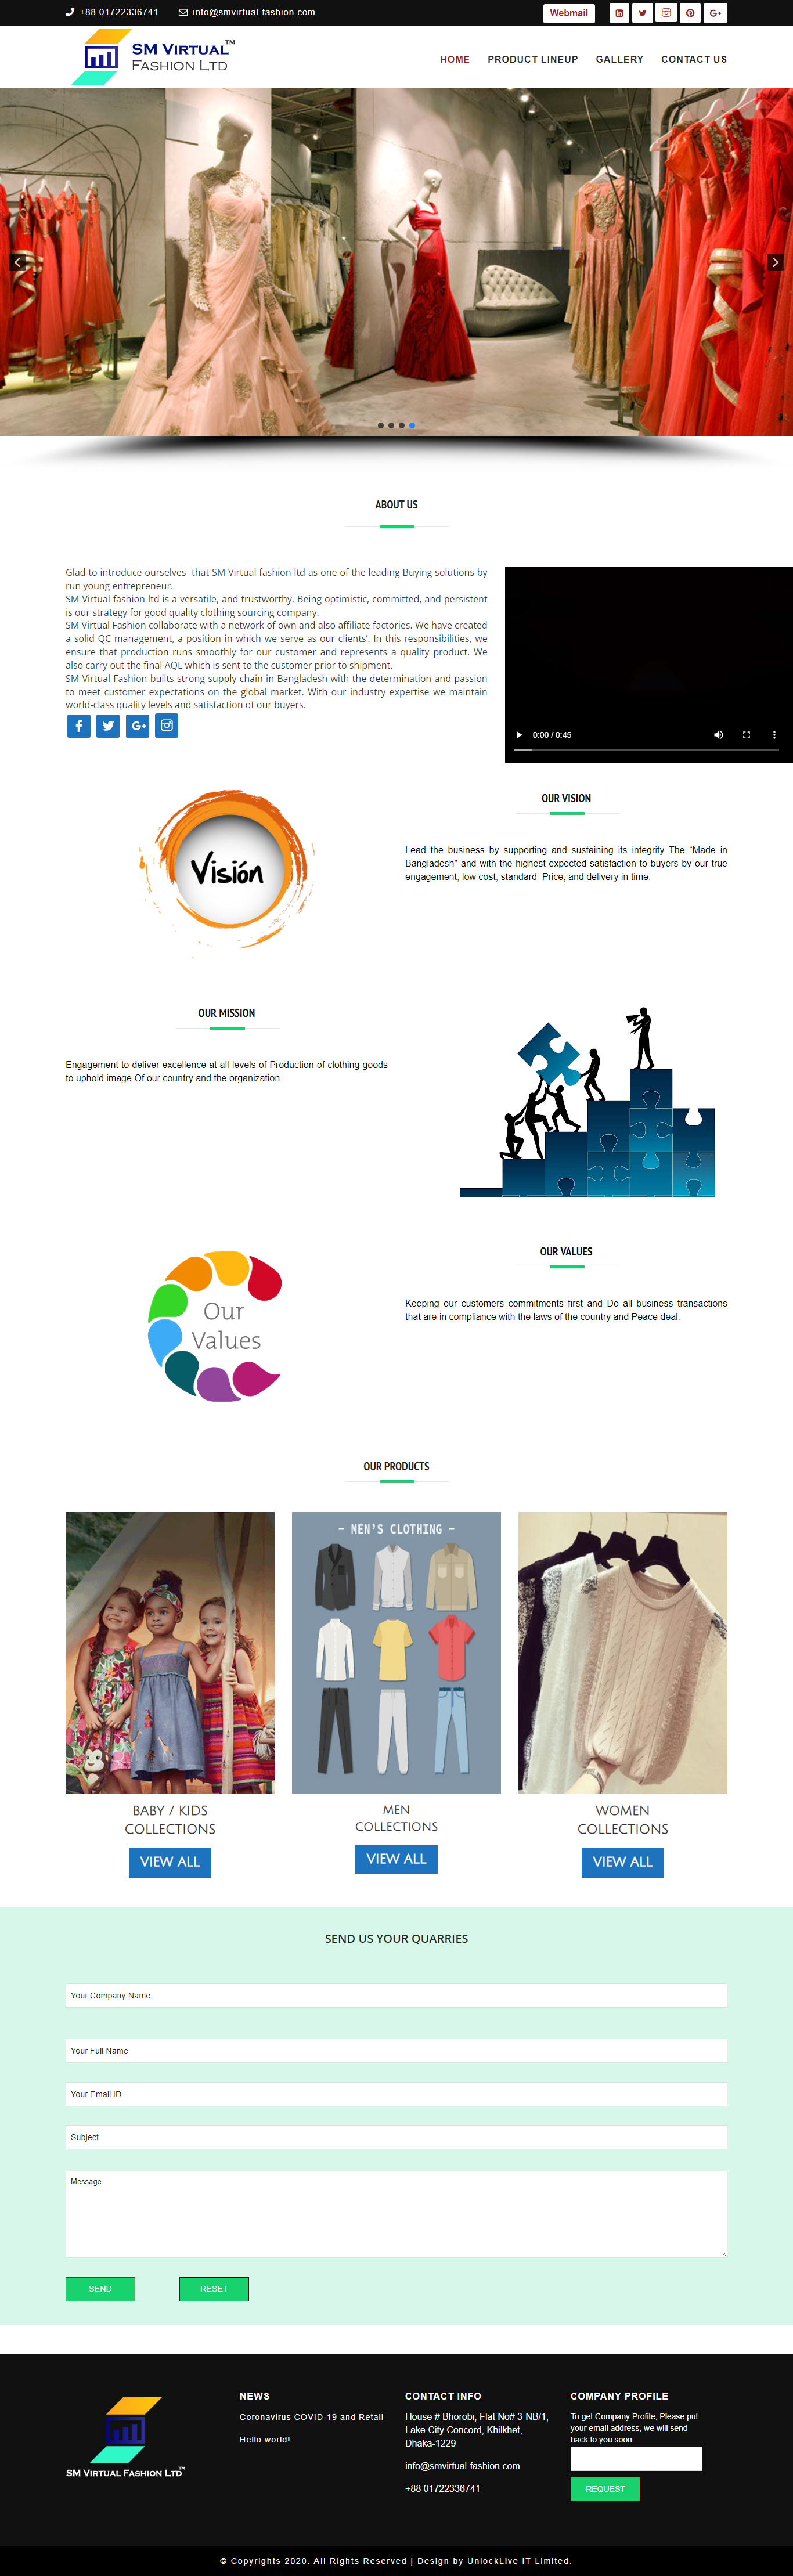 +88 01722336741
info@smvirtual-fashion.com
Webmail
SM Virtual™
Fashion Ltd
HOME
PRODUCT LINEUP
GALLERY
CONTACT US
ABOUT US
Glad to introduce ourselves  that SM Virtual fashion ltd as one of the leading Buying solutions by
run young entrepreneur.
SM Virtual fashion ltd is a versatile, and trustworthy. Being optimistic, committed, and persistent
is our strategy for good quality clothing sourcing company.
SM Virtual Fashion collaborate with a network of own and also affiliate factories. We have created
a solid QC management, a position in which we serve as our clients’. In this responsibilities, we
ensure that production runs smoothly for our customer and represents a quality product. We
also carry out the final AQL which is sent to the customer prior to shipment.
SM Virtual Fashion builts strong supply chain in Bangladesh with the determination and passion
to meet customer expectations on the global market. With our industry expertise we maintain
world-class quality levels and satisfaction of our buyers.
0:00 / 0:45
Visión
OUR VISION
Lead the business by supporting and sustaining its integrity The “Made in
Bangladesh” and with the highest expected satisfaction to buyers by our true
engagement, low cost, standard  Price, and delivery in time.
OUR MISSION
Engagement to deliver excellence at all levels of Production of clothing goods
to uphold image Of our country and the organization.
Our
Values
OUR VALUES
Keeping our customers commitments first and Do all business transactions
that are in compliance with the laws of the country and Peace deal.
OUR PRODUCTS
- MEN'S CLOTHING -
BABY / KIDS
COLLECTIONS
VIEW ALL
MEN
COLLECTIONS
VIEW ALL
WOMEN
COLLECTIONS
VIEW ALL
SEND US YOUR QUARRIES
Your Company Name
Your Full Name
Your Email ID
Subject
Message
SEND
RESET
SM Virtual Fashion Ltd™
NEWS
Coronavirus COVID-19 and Retail
Hello world!
CONTACT INFO
House # Bhorobi, Flat No# 3-NB/1,
Lake City Concord, Khilkhet,
Dhaka-1229
info@smvirtual-fashion.com
+88 01722336741
COMPANY PROFILE
To get Company Profile, Please put
your email address, we will send
back to you soon.
REQUEST
© Copyrights 2020. All Rights Reserved | Design by UnlockLive IT Limited.